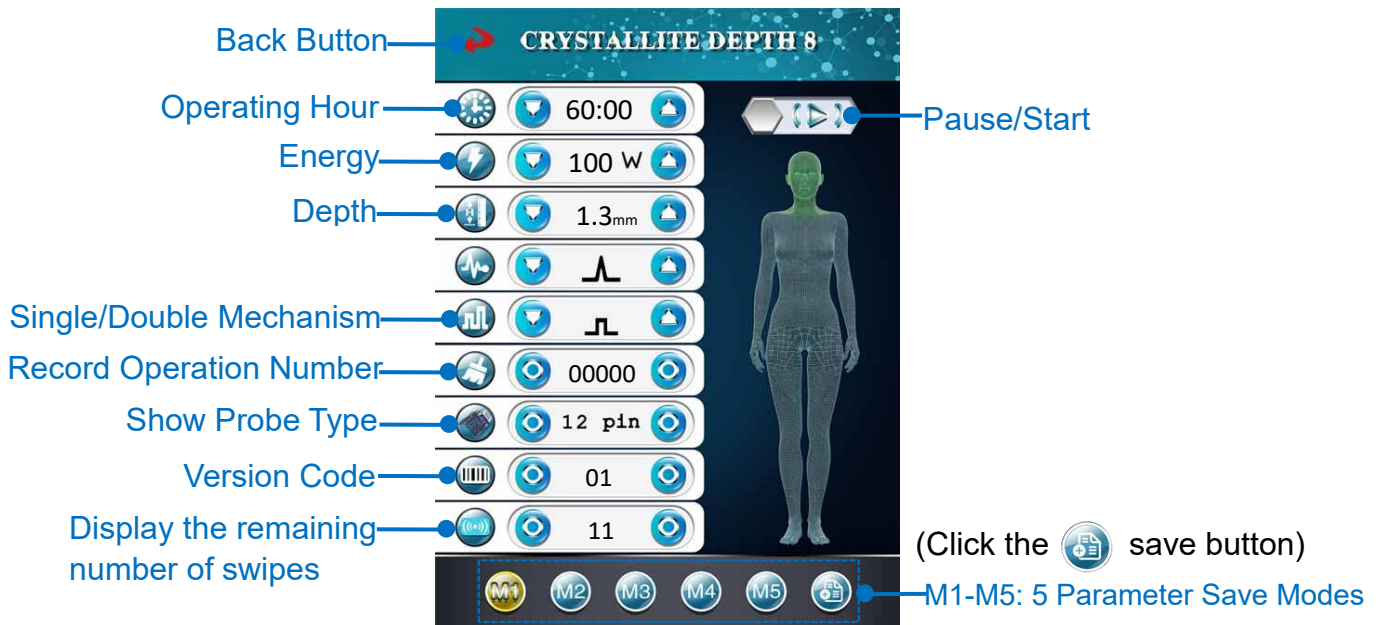 Back Button
CRYSTALLITE DEPTH 8
Operating Hour
60:00
Pause/Start
Energy
100 W
Depth
1.3mm
Single/Double Mechanism
Record Operation Number
00000
Show Probe Type
12 pin
Version Code
01
Display the remaining
number of swipes
11
(Click the save button)
M1 M2 M3 M4 M5
M1-M5: 5 Parameter Save Modes